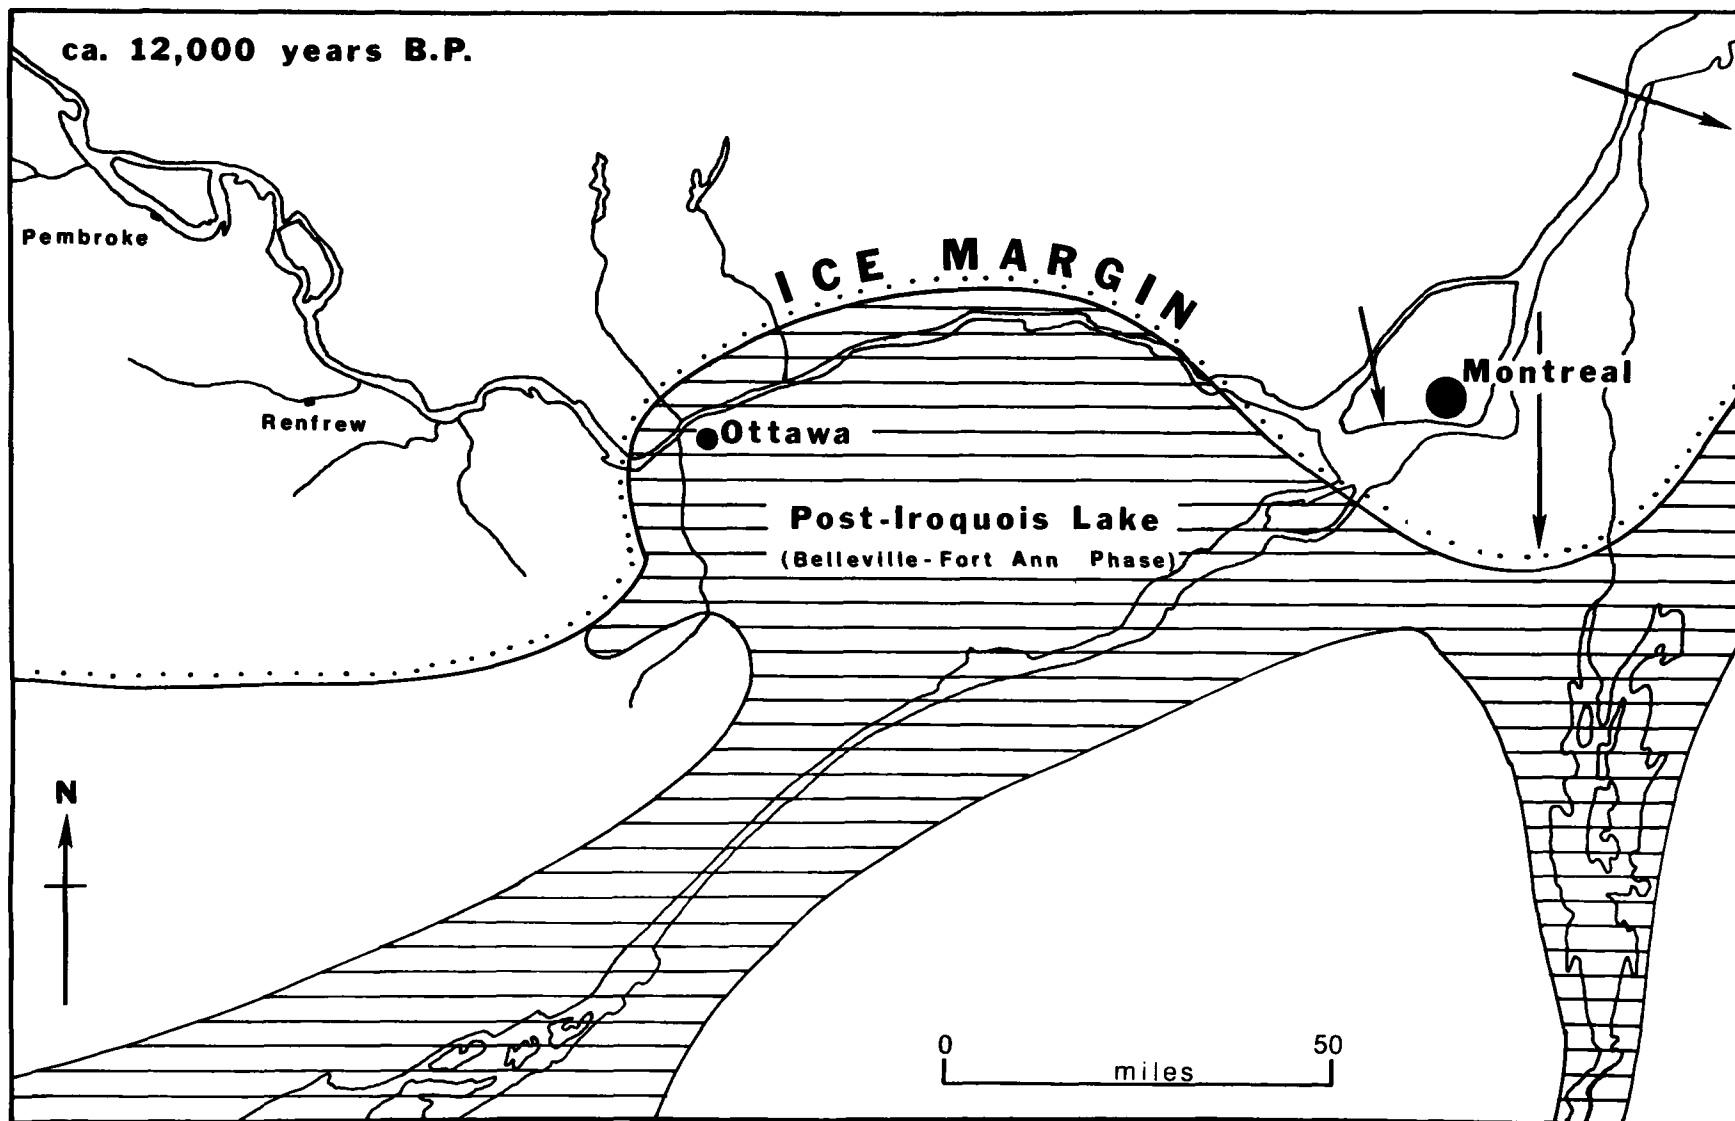 ca. 12,000 years B.P.
Pembroke
ICE MARGIN
Montreal
Renfrew
Ottawa
Post-Iroquois Lake
(Belleville-Fort Ann Phase)
N
0 50
miles